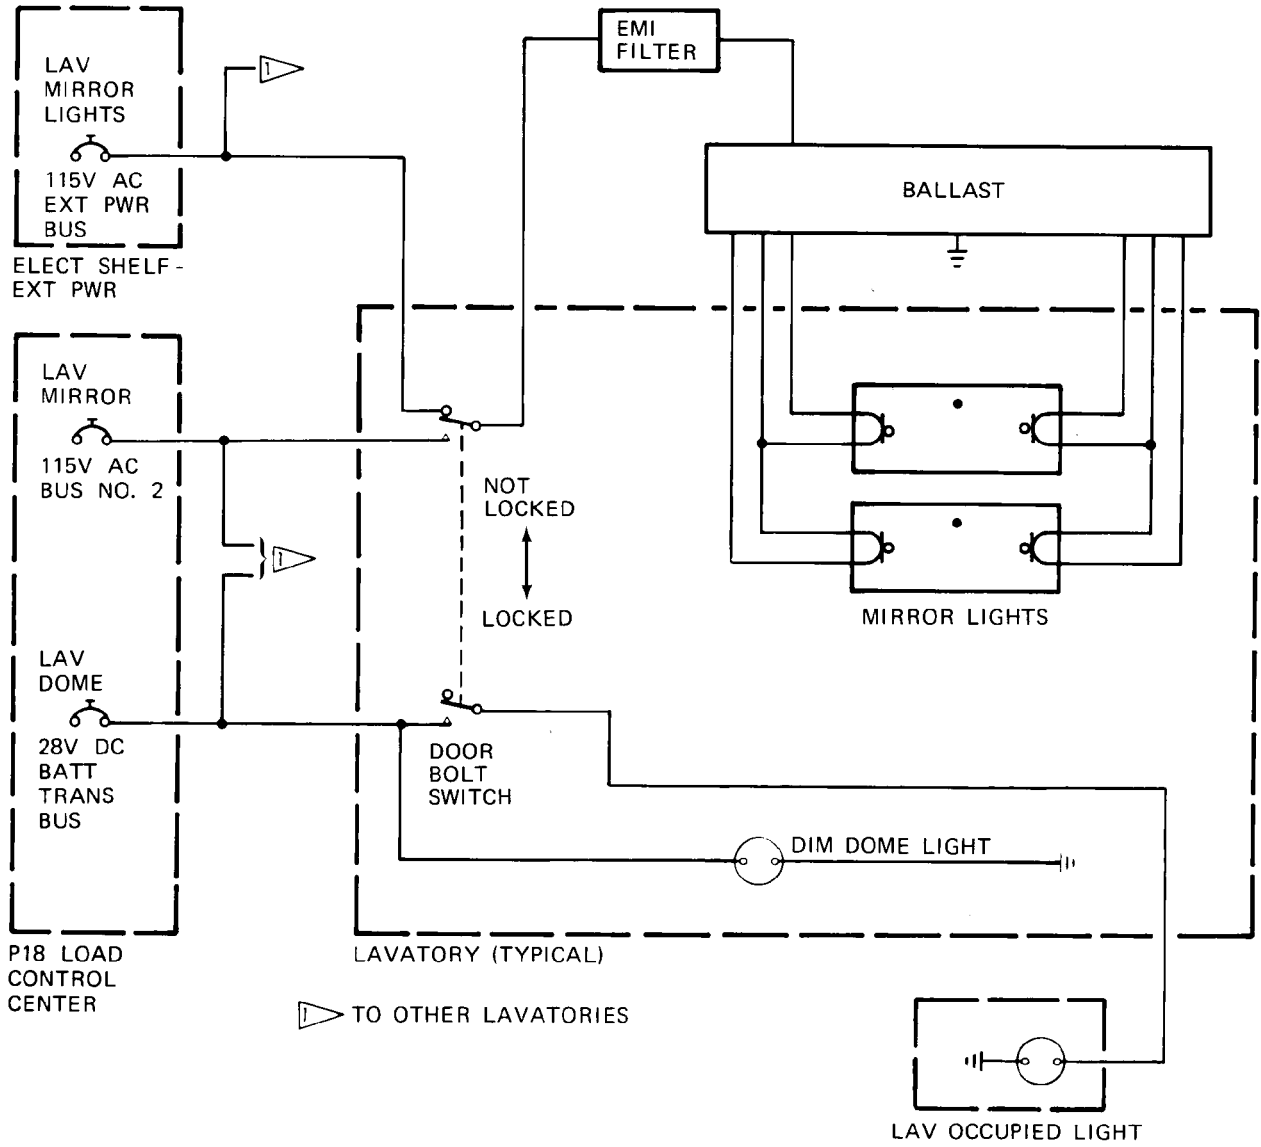 EMI
FILTER
LAV
MIRROR
LIGHTS
1
115V AC
EXT PWR
BUS
BALLAST
ELECT SHELF-
EXT PWR
LAV
MIRROR
115V AC
BUS NO. 2
NOT
LOCKED
1
LOCKED
MIRROR LIGHTS
LAV
DOME
28V DC
BATT
TRANS
BUS
DOOR
BOLT
SWITCH
DIM DOME LIGHT
P18 LOAD
CONTROL
CENTER
LAVATORY (TYPICAL)
1 TO OTHER LAVATORIES
LAV OCCUPIED LIGHT